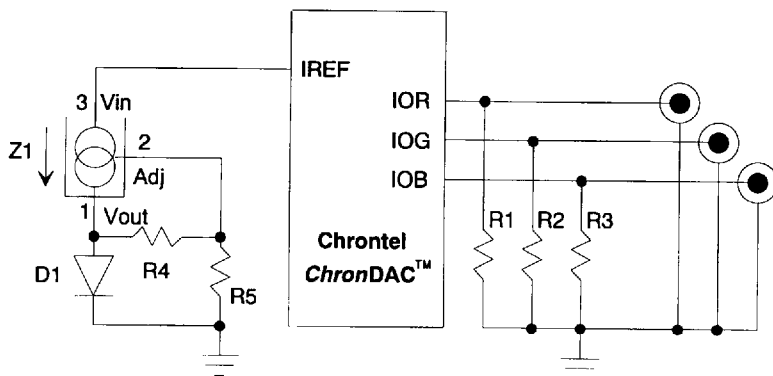 IREF
3 Vin
IOR
Z1
2
IOG
Adj
IOB
1 Vout
R1 R2 R3
R4
Chrontel
ChronDAC™
D1
R5